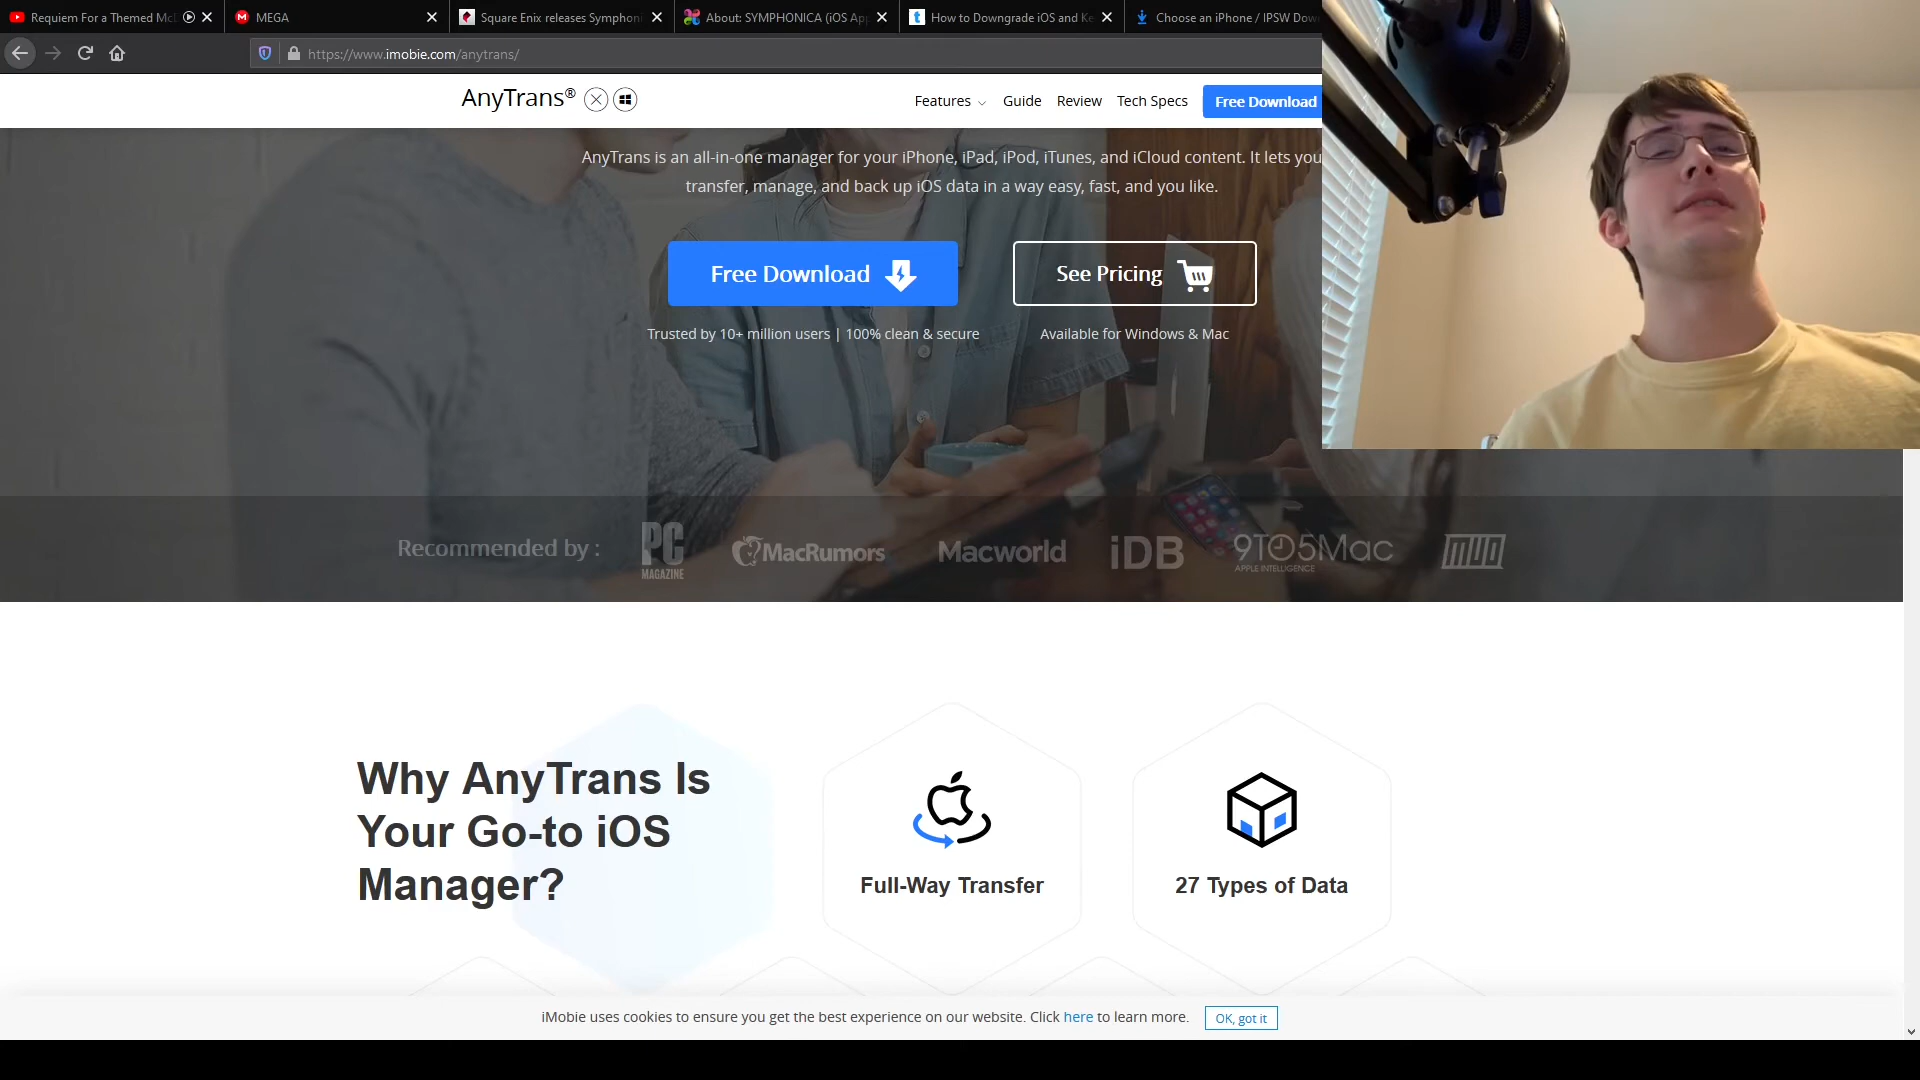 Requiem For a Themed Mc
MEGA
Square Enix releases Symphoni
About: SYMPHONICA (iOS App
How to Downgrade iOS and Ke
Choose an iPhone / IPSW Dow
https://www.imobie.com/anytrans/
AnyTrans®
Features
Guide
Review
Tech Specs
Free Download
AnyTrans is an all-in-one manager for your iPhone, iPad, iPod, iTunes, and iCloud content. It lets you
transfer, manage, and back up iOS data in a way easy, fast, and you like.
Free Download
See Pricing
Trusted by 10+ million users | 100% clean & secure
Available for Windows & Mac
Recommended by :
PC
MAGAZINE
MacRumors
Macworld
iDB
9TO5Mac
APPLE INTELLIGENCE
MUO
Why AnyTrans Is
Your Go-to iOS
Manager?
Full-Way Transfer
27 Types of Data
iMobie uses cookies to ensure you get the best experience on our website. Click here to learn more.
OK, got it